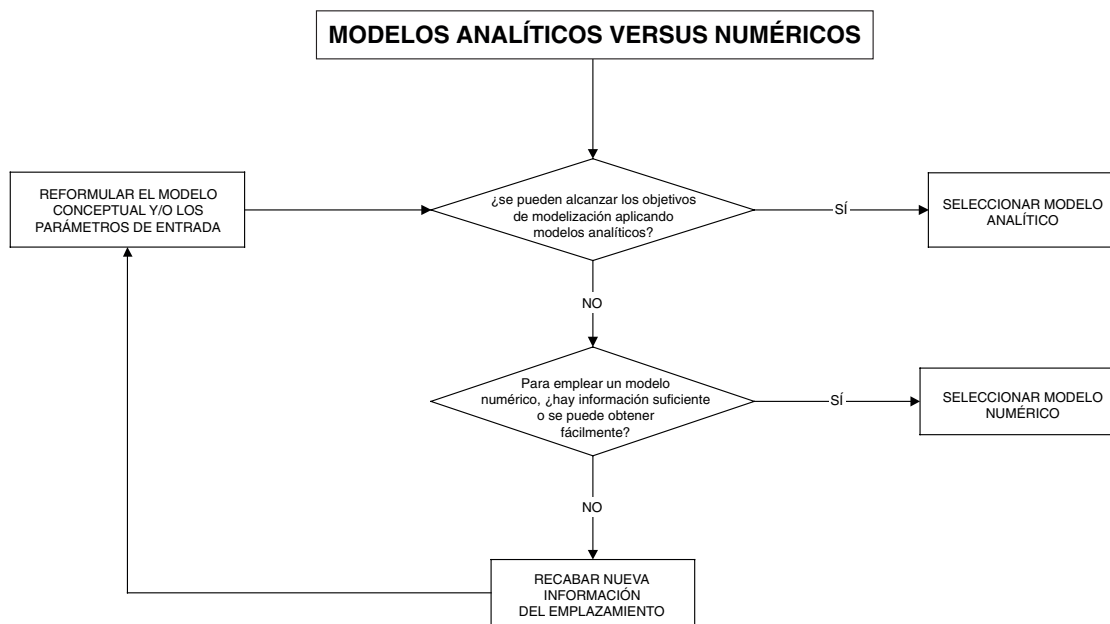 MODELOS ANALÍTICOS VERSUS NUMÉRICOS
REFORMULAR EL MODELO
CONCEPTUAL Y/O LOS
PARÁMETROS DE ENTRADA
¿se pueden alcanzar los objetivos
de modelización aplicando
modelos analíticos?
SÍ
SELECCIONAR MODELO
ANALÍTICO
NO
Para emplear un modelo
numérico, ¿hay información suficiente
o se puede obtener
fácilmente?
SÍ
SELECCIONAR MODELO
NUMÉRICO
NO
RECABAR NUEVA
INFORMACIÓN
DEL EMPLAZAMIENTO